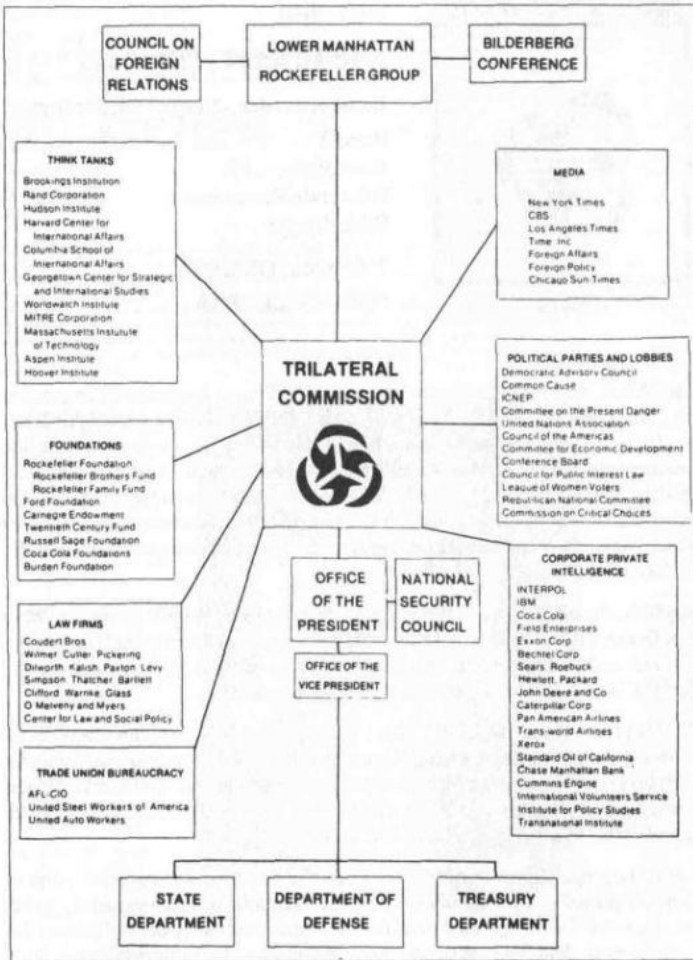 COUNCIL ON
FOREIGN
RELATIONS
LOWER MANHATTAN
ROCKEFELLER GROUP
BILDERBERG
CONFERENCE
THINK TANKS
Brookings Institution
Rand Corporation
Hudson Institute
Harvard Center for
International Affairs
Columbia School of
International Affairs
Georgetown Center for Strategic
and International Studies
Worldwatch Institute
MITRE Corporation
Massachusetts Institute
of Technology
Aspen Institute
Hoover Institute
MEDIA
New York Times
CBS
Los Angeles Times
Time Inc
Foreign Affairs
Foreign Policy
Chicago Sun Times
TRILATERAL
COMMISSION
POLITICAL PARTIES AND LOBBIES
Democratic Advisory Council
Common Cause
ICNEP
Committee on the Present Danger
United Nations Association
Council of the Americas
Committee for Economic Development
Conference Board
Council for Public Interest Law
League of Women Voters
Republican National Committee
Commission on Critical Choices
FOUNDATIONS
Rockefeller Foundation
Rockefeller Brothers Fund
Rockefeller Family Fund
Ford Foundation
Carnegie Endowment
Twentieth Century Fund
Russell Sage Foundation
Coca Cola Foundations
Burden Foundation
OFFICE
OF THE
PRESIDENT
NATIONAL
SECURITY
COUNCIL
OFFICE OF THE
VICE PRESIDENT
CORPORATE PRIVATE
INTELLIGENCE
INTERPOL
IBM
Coca Cola
Field Enterprises
Exxon Corp
Bechtel Corp
Sears Roebuck
Hewlett, Packard
John Deere and Co
Caterpillar Corp
Pan American Airlines
Trans-world Airlines
Xerox
Standard Oil of California
Chase Manhattan Bank
Cummins Engine
International Volunteers Service
Institute for Policy Studies
Transnational Institute
LAW FIRMS
Coudert Bros
Wilmer Cutler Pickering
Dilworth Kalish Paxton Levy
Simpson Thatcher Bartlett
Clifford Warnke Glass
O Melveny and Myers
Center for Law and Social Policy
TRADE UNION BUREAUCRACY
AFL-CIO
United Steel Workers of America
United Auto Workers
STATE
DEPARTMENT
DEPARTMENT OF
DEFENSE
TREASURY
DEPARTMENT